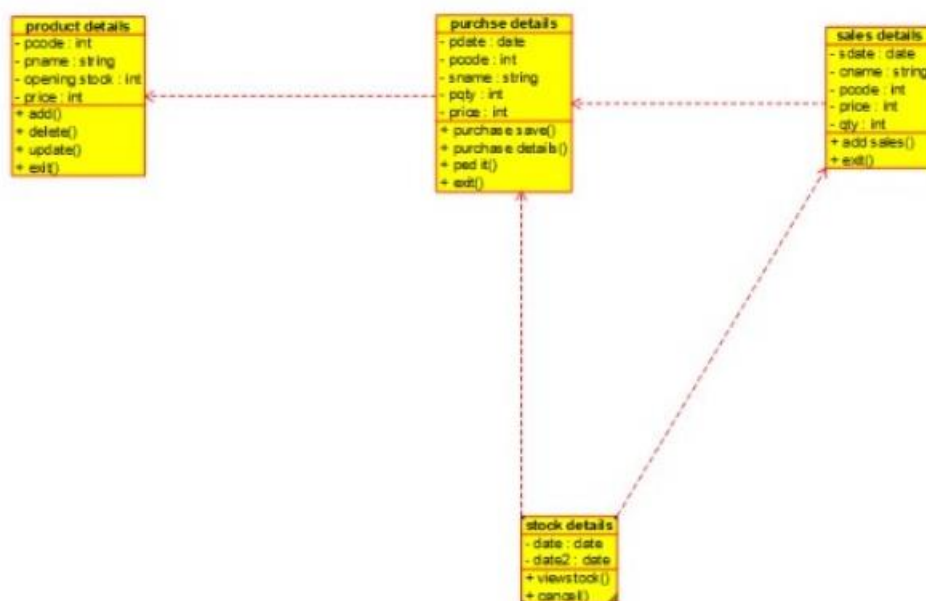 product details
- pcode : int
- pname : string
- opening stock : int
- price : int
+ add()
+ delete()
+ update()
+ exit()
purchse details
- pdate : date
- pcode : int
- sname : string
- pqty : int
- price : int
+ purchase save()
+ purchase details()
+ ped it()
+ exit()
sales details
- sdate : date
- cname : string
- pcode : int
- price : int
- qty : int
+ add sales()
+ exit()
stock details
- date : date
- date2 : date
+ viewstock()
+ cancel()